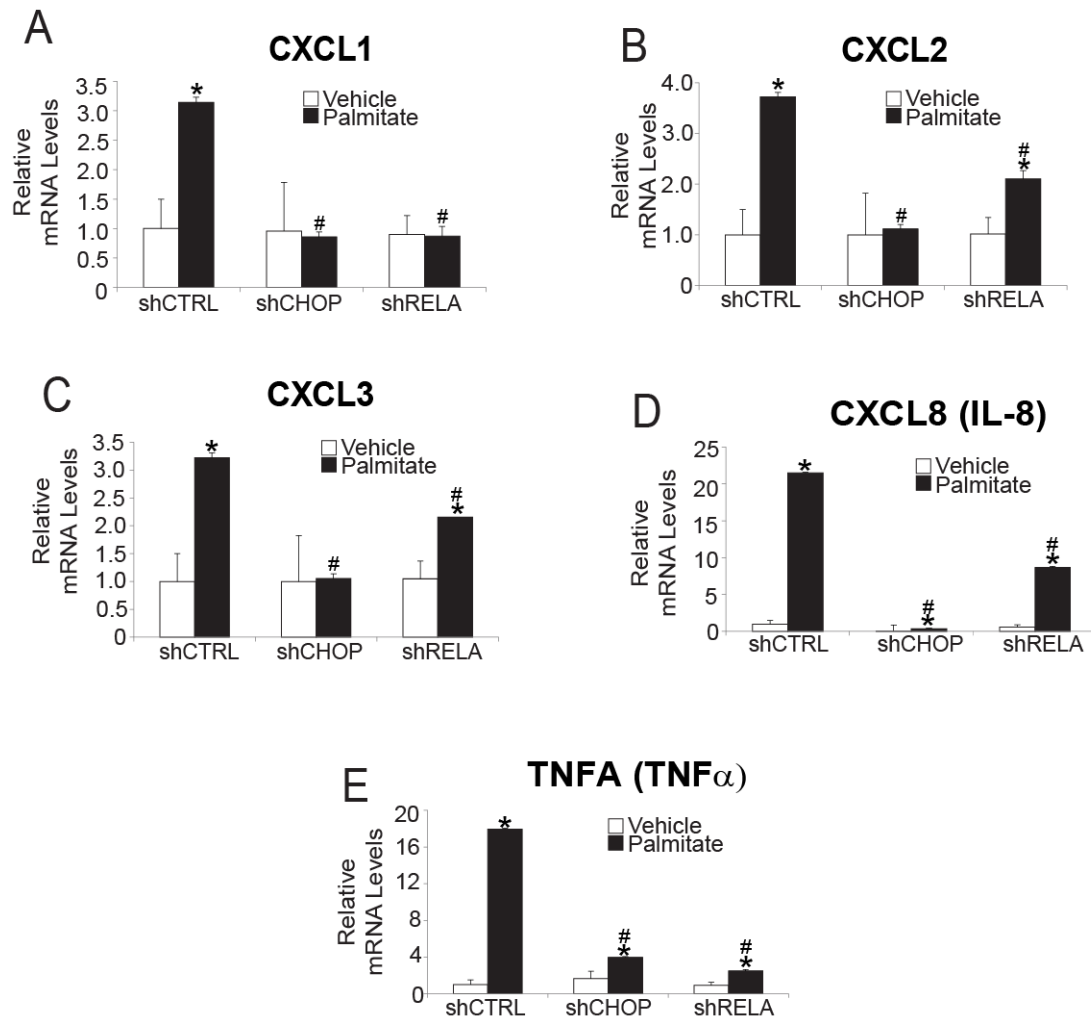 A
CXCL1
Relative
mRNA Levels
3.5
3.0
2.5
2.0
1.5
1.0
0.5
0
*
Vehicle
Palmitate
#
#
shCTRL shCHOP shRELA
B
CXCL2
Relative
mRNA Levels
4.0
3.0
2.0
1.0
0.0
*
Vehicle
Palmitate
#
#
*
shCTRL shCHOP shRELA
C
CXCL3
Relative
mRNA Levels
3.5
3.0
2.5
2.0
1.5
1.0
0.5
0
*
Vehicle
Palmitate
#
#
*
shCTRL shCHOP shRELA
D
CXCL8 (IL-8)
Relative
mRNA Levels
25
20
15
10
5
0
*
Vehicle
Palmitate
#
*
#
*
shCTRL shCHOP shRELA
E
TNFA (TNFα)
Relative
mRNA Levels
20
16
12
8
4
0
*
Vehicle
Palmitate
#
*
#
*
shCTRL shCHOP shRELA